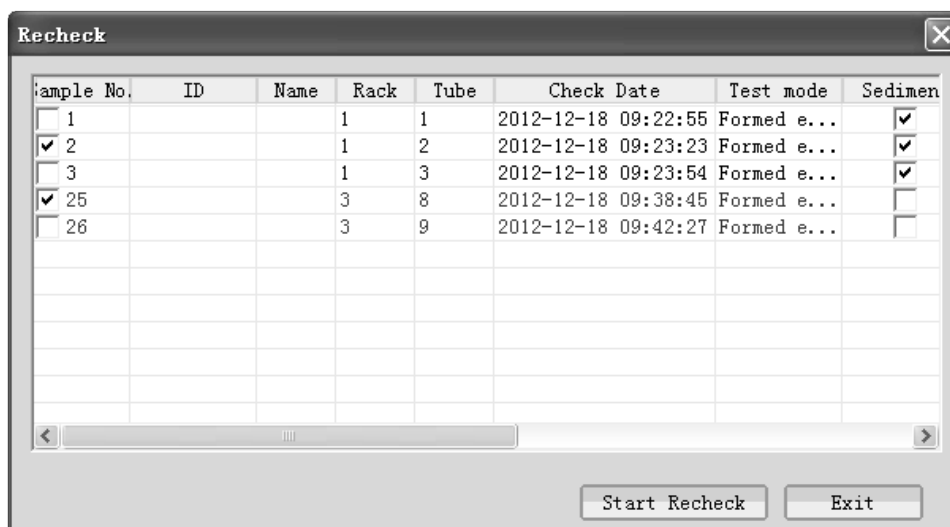 Recheck
ample No. ID Name Rack Tube Check Date Test mode Sedimen
1 1 1 2012-12-18 09:22:55 Formed e...
2 1 2 2012-12-18 09:23:23 Formed e...
3 1 3 2012-12-18 09:23:54 Formed e...
25 3 8 2012-12-18 09:38:45 Formed e...
26 3 9 2012-12-18 09:42:27 Formed e...
Start Recheck Exit